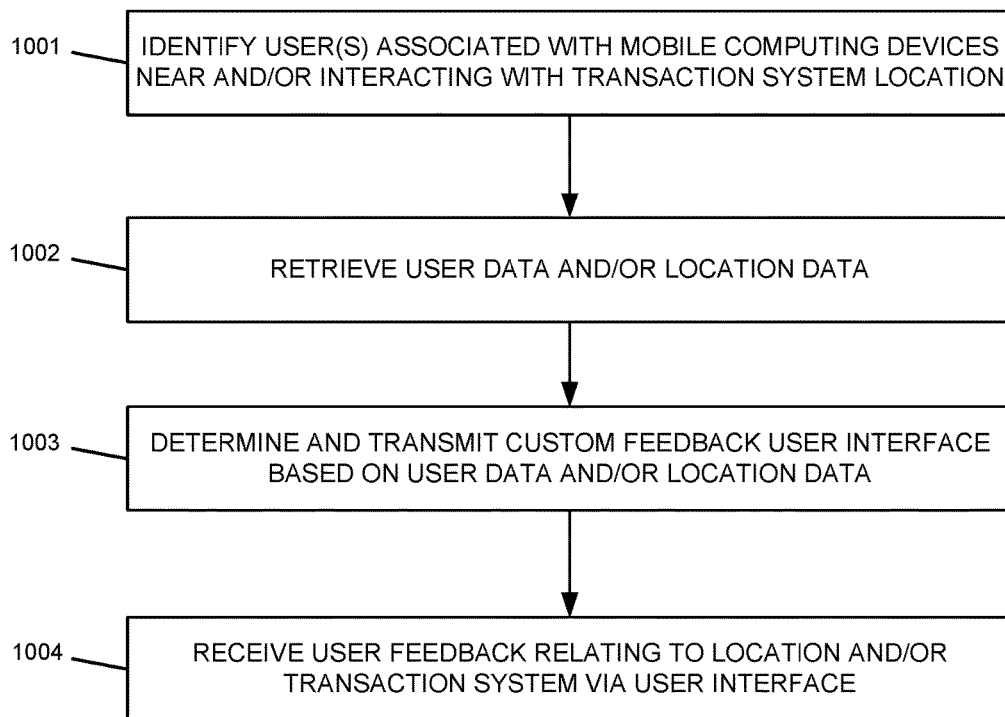 1001
IDENTIFY USER(S) ASSOCIATED WITH MOBILE COMPUTING DEVICES
NEAR AND/OR INTERACTING WITH TRANSACTION SYSTEM LOCATION
1002
RETRIEVE USER DATA AND/OR LOCATION DATA
1003
DETERMINE AND TRANSMIT CUSTOM FEEDBACK USER INTERFACE
BASED ON USER DATA AND/OR LOCATION DATA
1004
RECEIVE USER FEEDBACK RELATING TO LOCATION AND/OR
TRANSACTION SYSTEM VIA USER INTERFACE